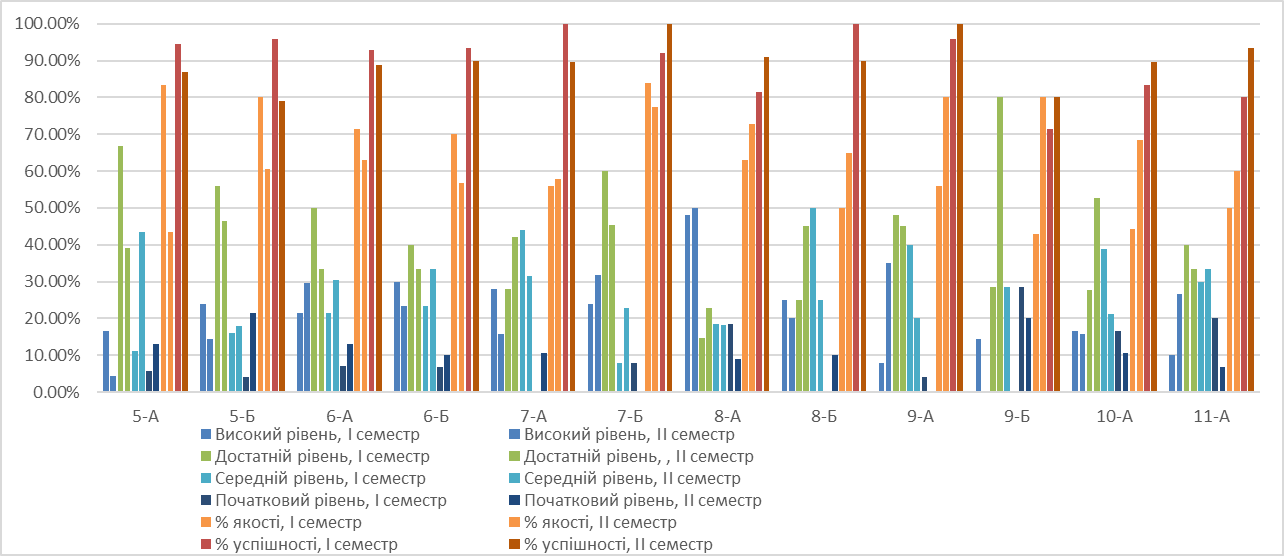 100.00%
90.00%
80.00%
70.00%
60.00%
50.00%
40.00%
30.00%
20.00%
10.00%
0.00%
5-А 5-Б 6-А 6-Б 7-А 7-Б 8-А 8-Б 9-А 9-Б 10-А 11-А
Високий рівень, І семестр Високий рівень, ІІ семестр
Достатній рівень, І семестр Достатній рівень, , ІІ семестр
Середній рівень, І семестр Середній рівень, ІІ семестр
Початковий рівень, І семестр Початковий рівень, ІІ семестр
% якості, І семестр % якості, ІІ семестр
% успішності, І семестр % успішності, ІІ семестр